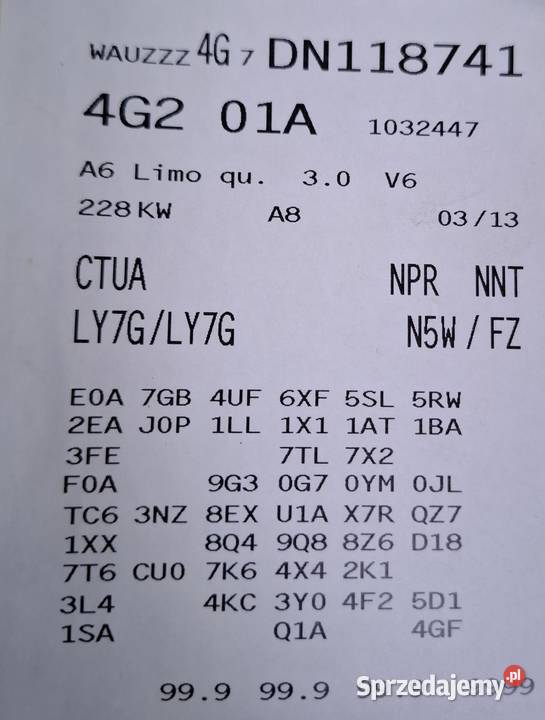 WAUZZZ 4G 7 DN118741
4G2 01A 1032447
A6 Limo qu. 3.0 V6
228 KW A8 03/13
CTUA NPR NNT
LY7G/LY7G N5W / FZ
E0A 7GB 4UF 6XF 5SL 5RW
2EA J0P 1LL 1X1 1AT 1BA
3FE 7TL 7X2
F0A 9G3 0G7 0YM 0JL
TC6 3NZ 8EX U1A X7R QZ7
1XX 8Q4 9Q8 8Z6 D18
7T6 CU0 7K6 4X4 2K1
3L4 4KC 3Y0 4F2 5D1
1SA Q1A 4GF
99.9 99.9
Sprzedajemy .pl